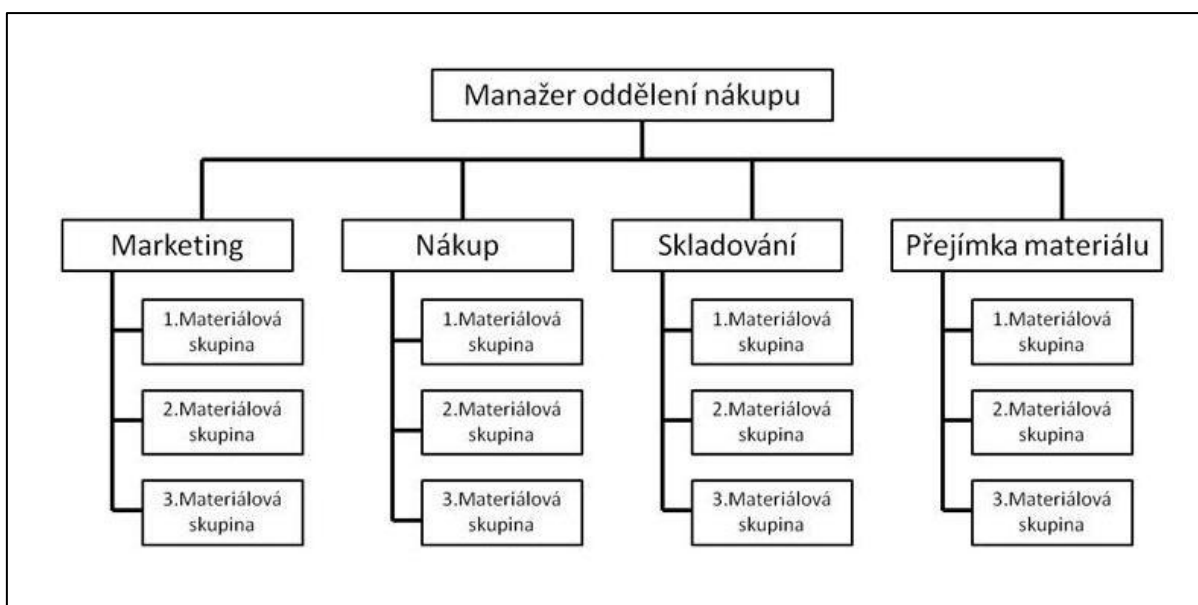 Manažer oddělení nákupu
Marketing
1.Materiálová
skupina
2.Materiálová
skupina
3.Materiálová
skupina
Nákup
1.Materiálová
skupina
2.Materiálová
skupina
3.Materiálová
skupina
Skladování
1.Materiálová
skupina
2.Materiálová
skupina
3.Materiálová
skupina
Přejímka materiálu
1.Materiálová
skupina
2.Materiálová
skupina
3.Materiálová
skupina